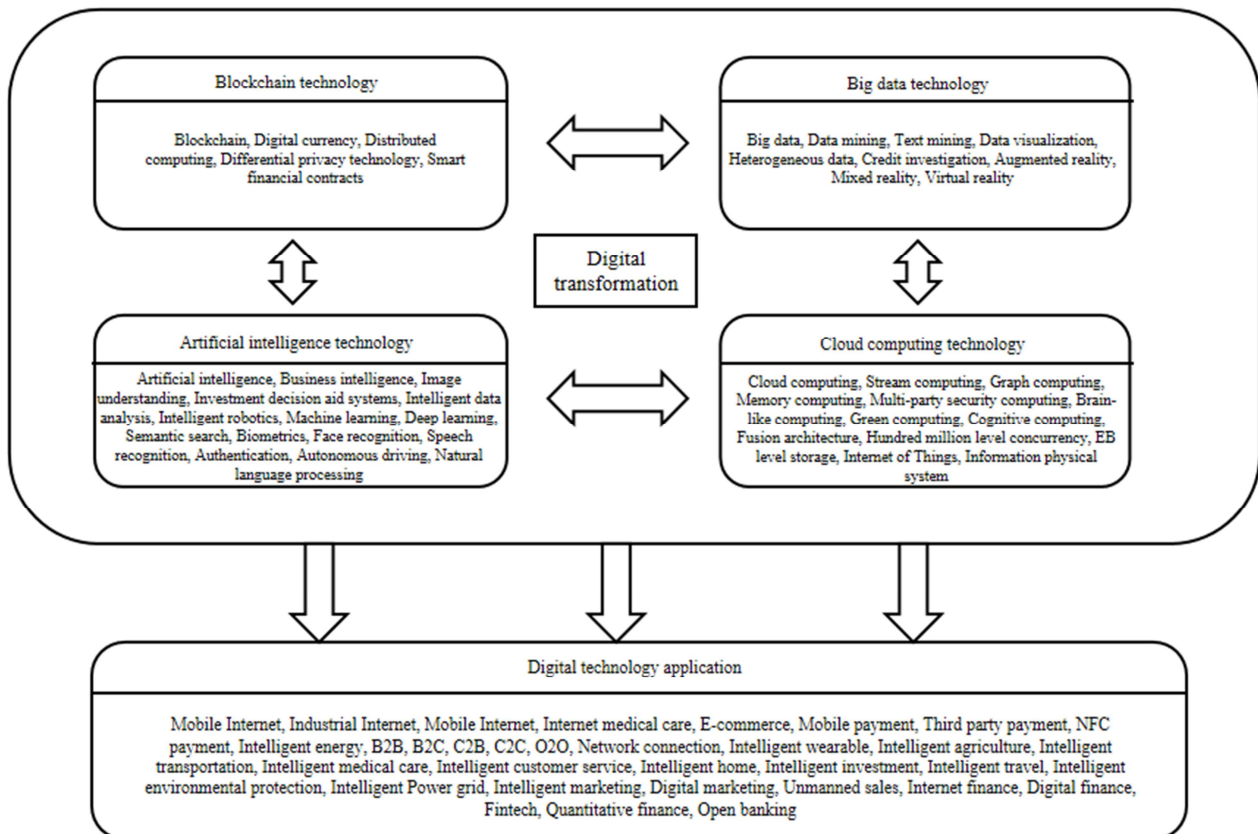 Blockchain technology
Blockchain, Digital currency, Distributed
computing, Differential privacy technology, Smart
financial contracts
Big data technology
Big data, Data mining, Text mining, Data visualization,
Heterogeneous data, Credit investigation, Augmented reality,
Mixed reality, Virtual reality
Digital
transformation
Artificial intelligence technology
Artificial intelligence, Business intelligence, Image
understanding, Investment decision aid systems, Intelligent data
analysis, Intelligent robotics, Machine learning, Deep learning,
Semantic search, Biometrics, Face recognition, Speech
recognition, Authentication, Autonomous driving, Natural
language processing
Cloud computing technology
Cloud computing, Stream computing, Graph computing,
Memory computing, Multi-party security computing, Brain-
like computing, Green computing, Cognitive computing,
Fusion architecture, Hundred million level concurrency, EB
level storage, Internet of Things, Information physical
system
Digital technology application
Mobile Internet, Industrial Internet, Mobile Internet, Internet medical care, E-commerce, Mobile payment, Third party payment, NFC
payment, Intelligent energy, B2B, B2C, C2B, C2C, O2O, Network connection, Intelligent wearable, Intelligent agriculture, Intelligent
transportation, Intelligent medical care, Intelligent customer service, Intelligent home, Intelligent investment, Intelligent travel, Intelligent
environmental protection, Intelligent Power grid, Intelligent marketing, Digital marketing, Unmanned sales, Internet finance, Digital finance,
Fintech, Quantitative finance, Open banking